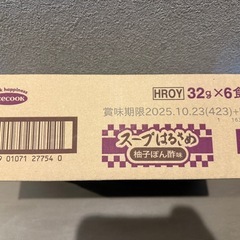 & happiness
ECOOK
HROY 32g×6食
賞味期限2025.10.23(423)+
スープはるさめ
柚子ぽん酢味
01071 27754 0